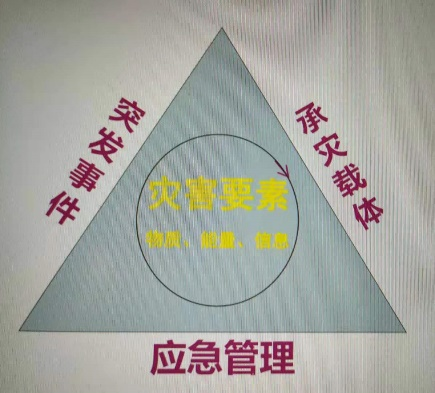 突发事件
承灾载体
灾害要素
物质、能量、信息
应急管理